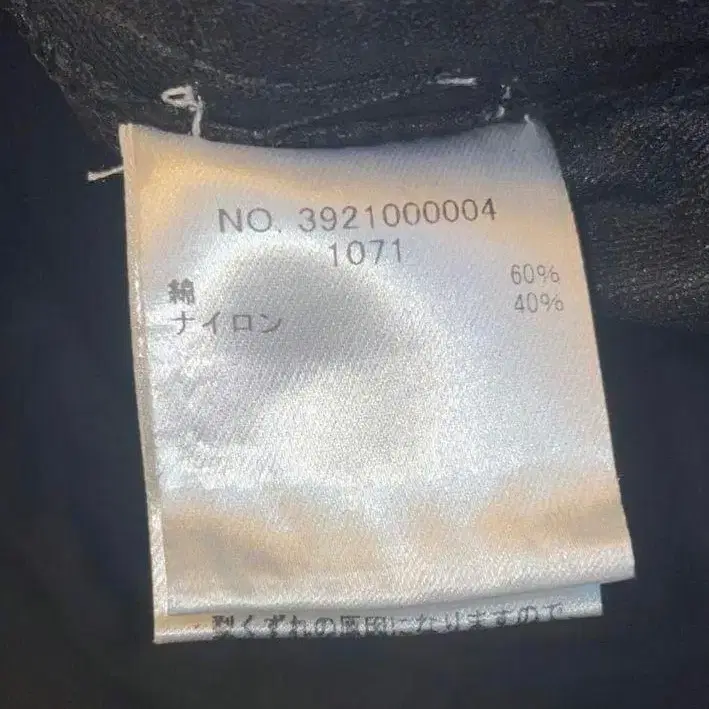 NO. 3921000004
1071
綿 60%
ナイロン 40%
型くずれの原因になりますので